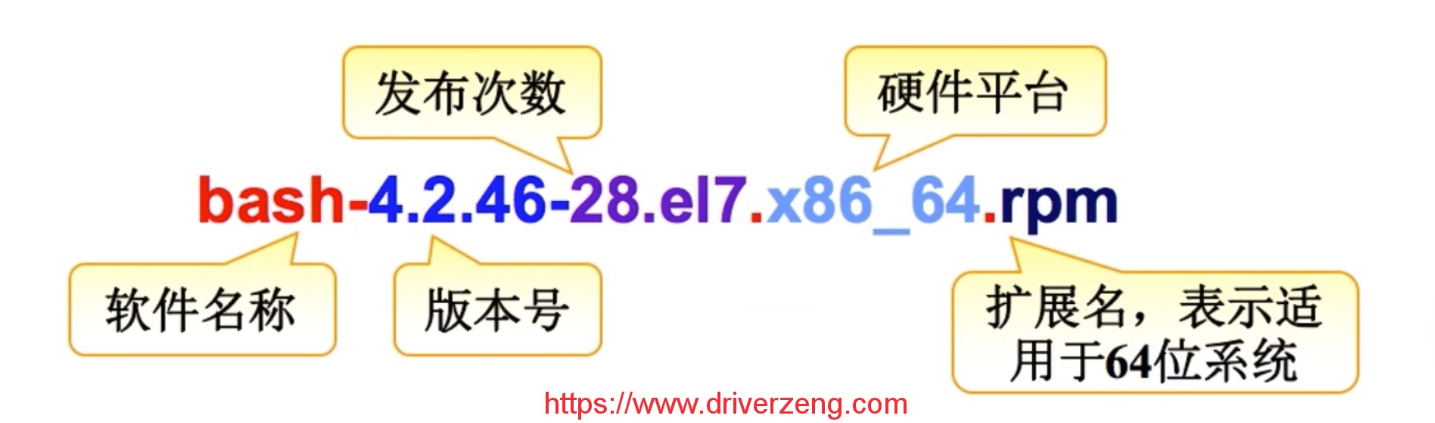 发布次数
硬件平台
bash-4.2.46-28.el7.x86_64.rpm
软件名称
版本号
扩展名，表示适
用于64位系统
https://www.driverzeng.com